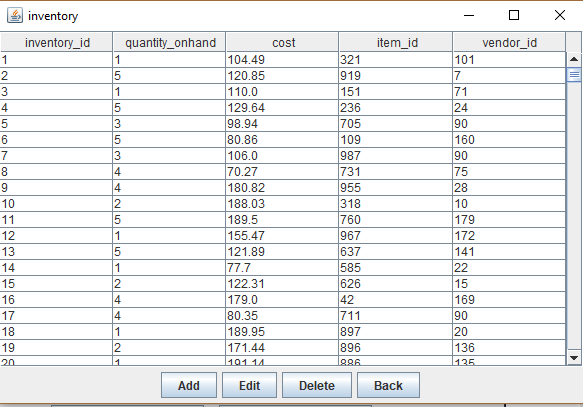 inventory
inventory_id quantity_onhand cost item_id vendor_id
1 1 104.49 321 101
2 5 120.85 919 7
3 1 110.0 151 71
4 5 129.64 236 24
5 3 98.94 705 90
6 5 80.86 109 160
7 3 106.0 987 90
8 4 70.27 731 75
9 4 180.82 955 28
10 2 188.03 318 10
11 5 189.5 760 179
12 1 155.47 967 172
13 5 121.89 637 141
14 1 77.7 585 22
15 2 122.31 626 15
16 4 179.0 42 169
17 4 80.35 711 90
18 1 189.95 897 20
19 2 171.44 896 136
20 1 191.14 886 135
Add Edit Delete Back